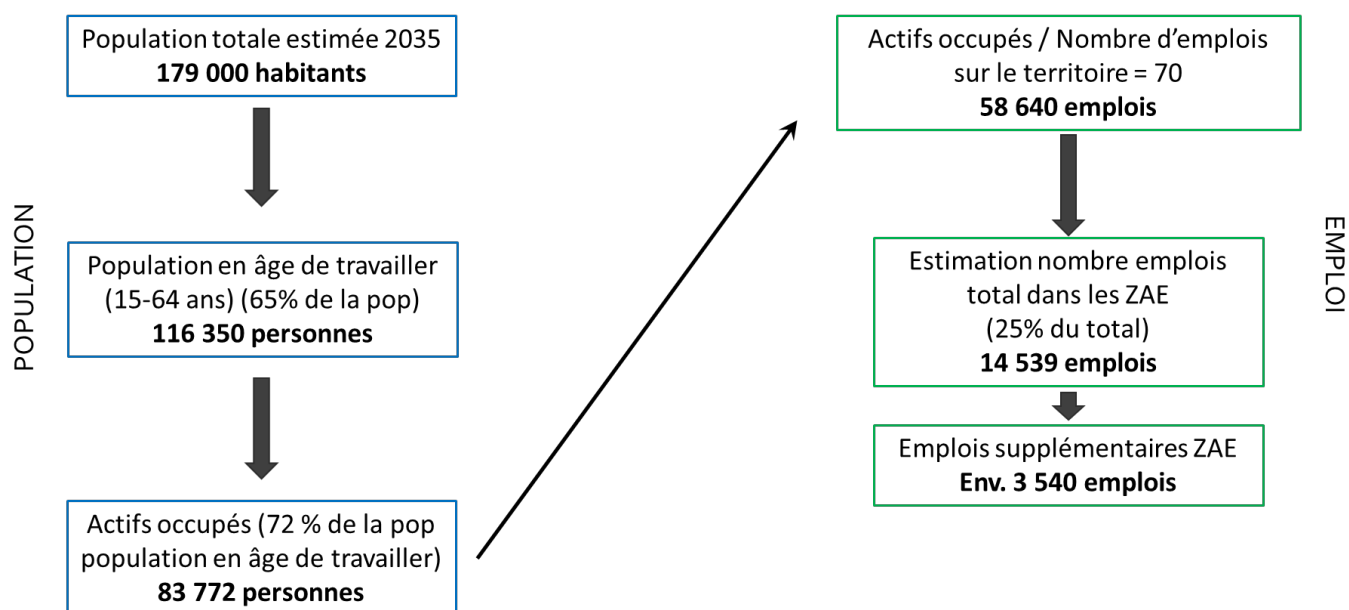 POPULATION
Population totale estimée 2035
179 000 habitants
Population en âge de travailler
(15-64 ans) (65% de la pop)
116 350 personnes
Actifs occupés (72 % de la pop
population en âge de travailler)
83 772 personnes
Actifs occupés / Nombre d’emplois
sur le territoire = 70
58 640 emplois
Estimation nombre emplois
total dans les ZAE
(25% du total)
14 539 emplois
Emplois supplémentaires ZAE
Env. 3 540 emplois
EMPLOI